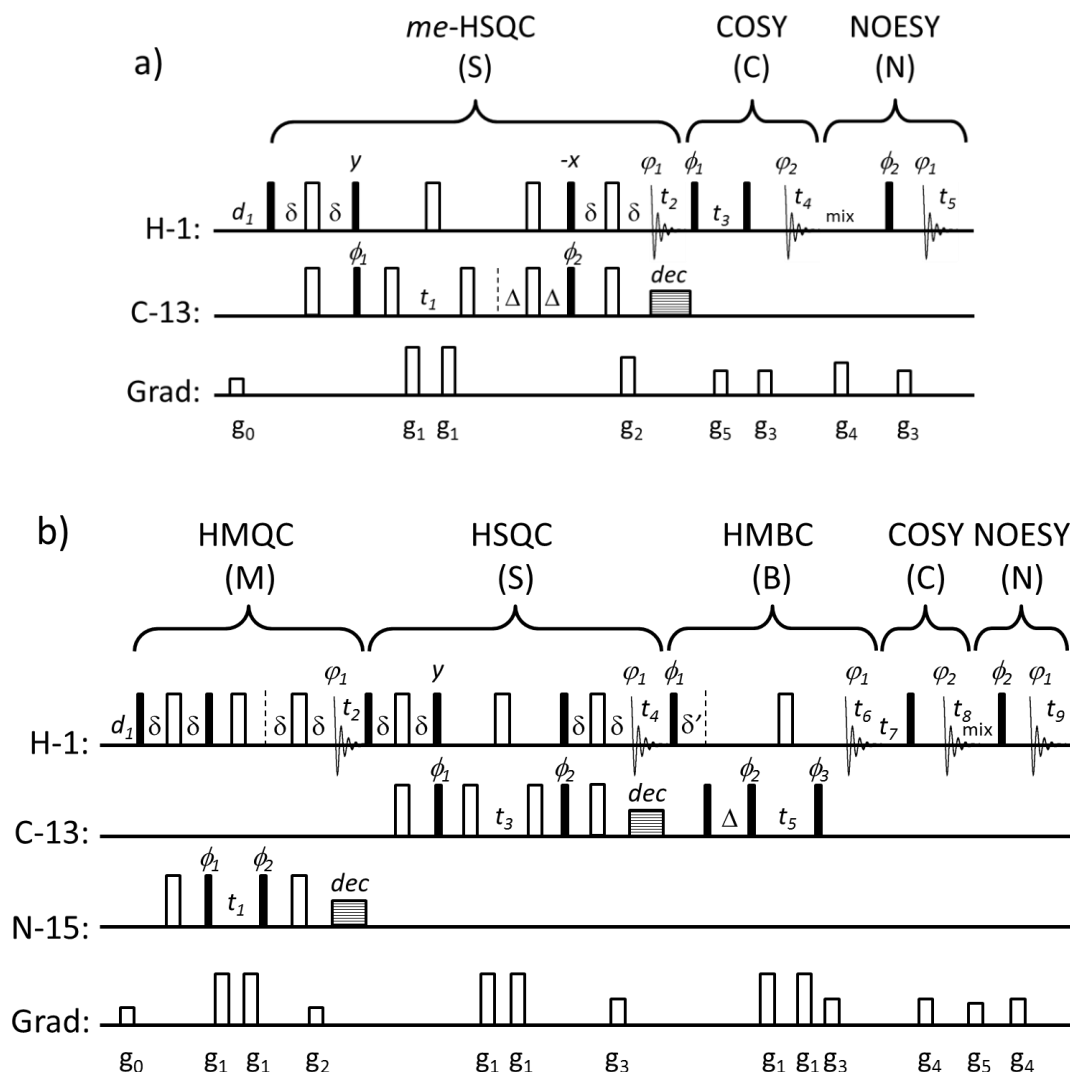 a)
me-HSQC COSY NOESY
(S) (C) (N)
y -x φ1 ϕ1 φ2 ϕ2 φ1
d1 δ δ δ δ t2 t3 t4 mix t5
H-1:
ϕ1 ϕ2 dec
t1 Δ Δ
C-13:
Grad:
g0 g1 g1 g2 g5 g3 g4 g3
b)
HMQC HSQC HMBC COSY NOESY
(M) (S) (B) (C) (N)
φ1 y φ1 ϕ1 φ1 φ2 ϕ2 φ1
d1 δ δ δ δ t2 δ δ δ δ t4 δ’ t6 t7 t8 mix t9
H-1:
ϕ1 ϕ2 dec ϕ2 ϕ3
t3 Δ t5
C-13:
ϕ1 ϕ2 dec
t1
N-15:
Grad:
g0 g1 g1 g2 g1 g1 g3 g1 g1 g3 g4 g5 g4